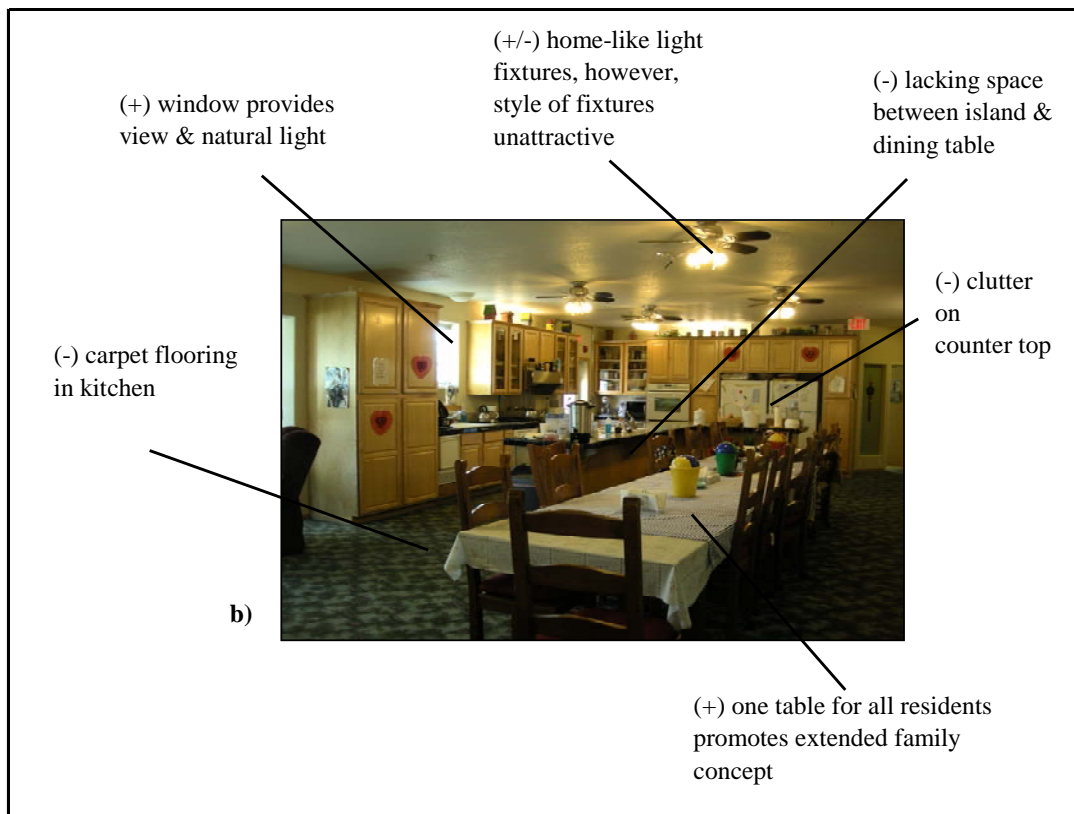 (+/-) home-like light
fixtures, however,
style of fixtures
unattractive
(-) lacking space
between island &
dining table
(+) window provides
view & natural light
(-) clutter
on
counter top
(-) carpet flooring
in kitchen
b)
(+) one table for all residents
promotes extended family
concept